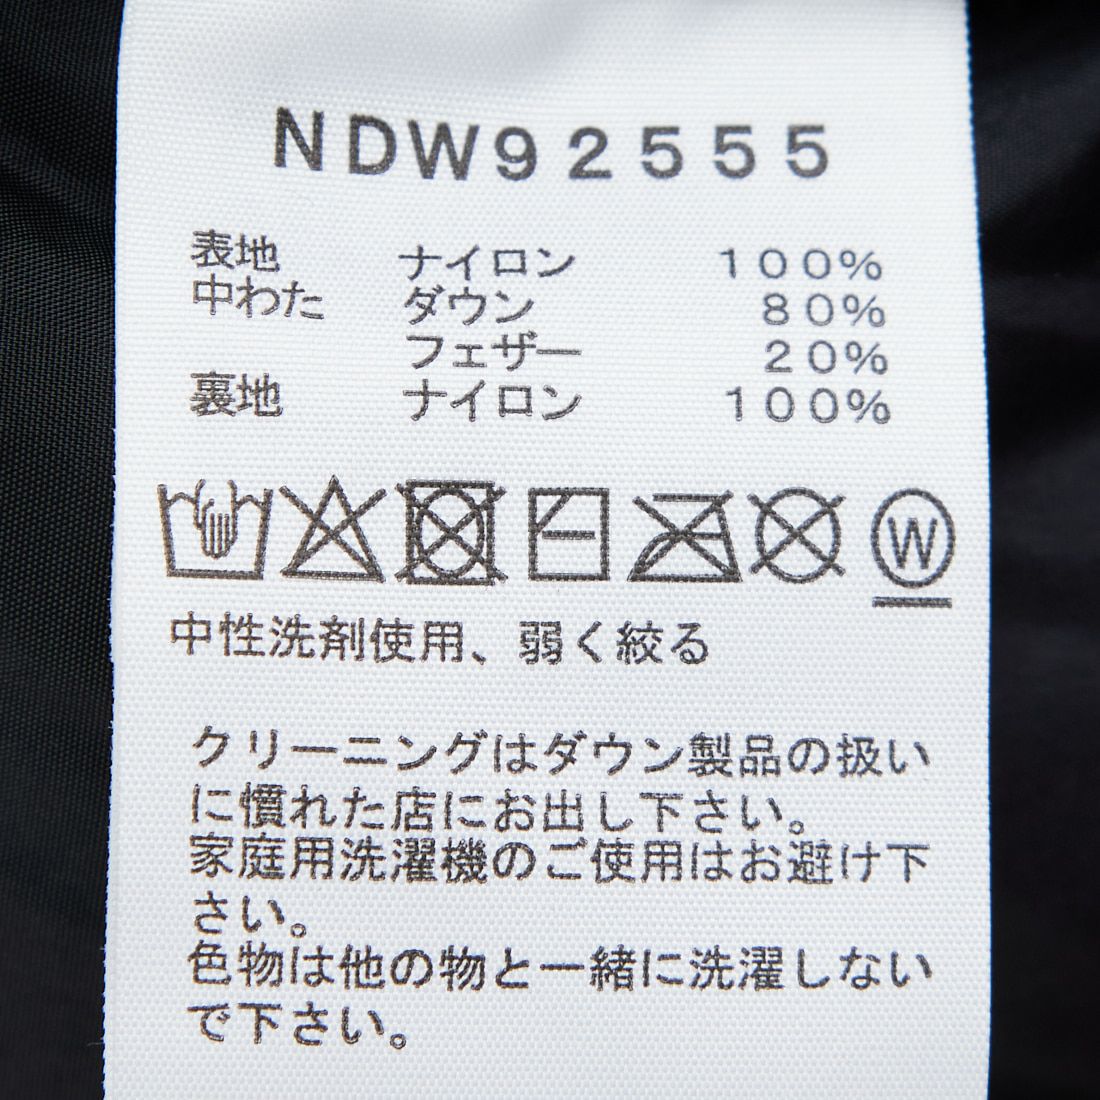 NDW92555
表地 ナイロン 100%
中わた ダウン 80%
フェザー 20%
裏地 ナイロン 100%
W
中性洗剤使用、弱く絞る
クリーニングはダウン製品の扱い
に慣れた店にお出し下さい。
家庭用洗濯機のご使用はお避け下
さい。
色物は他の物と一緒に洗濯しない
で下さい。